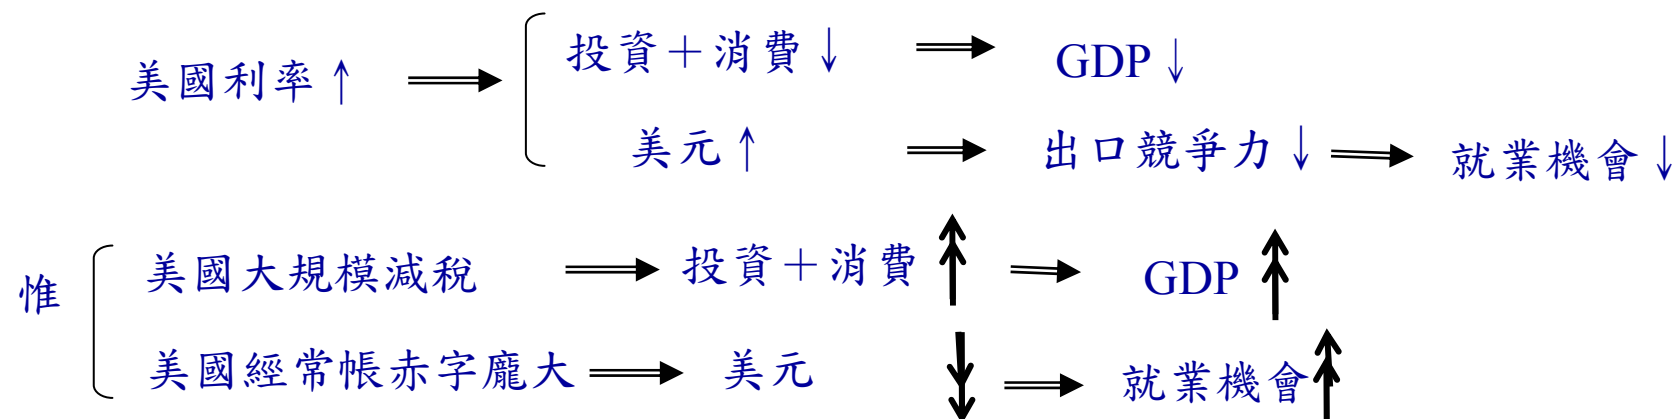 美國利率↑ ⇒ 投資＋消費↓ ⇒ GDP↓
美元↑ ⇒ 出口競爭力↓ ⇒ 就業機會↓
惟 美國大規模減稅 ⇒ 投資＋消費 ⇒ GDP
美國經常帳赤字龐大 ⇒ 美元 ⇒ 就業機會